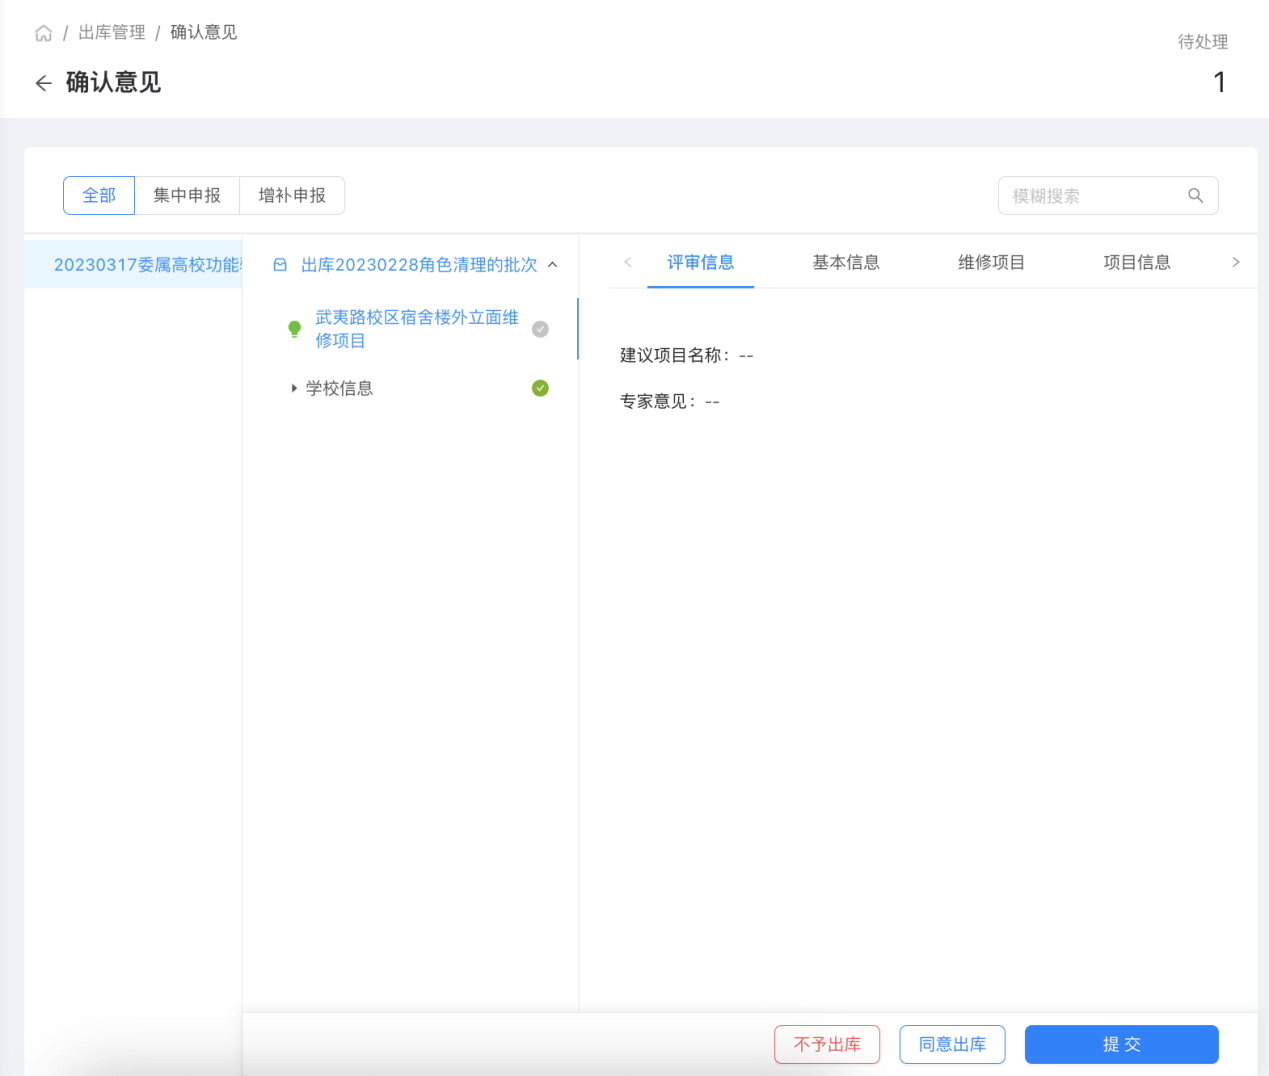 / 出库管理 / 确认意见
待处理
← 确认意见
1
全部 集中申报 增补申报
模糊搜索
20230317委属高校功能
出库20230228角色清理的批次
评审信息 基本信息 维修项目 项目信息
武夷路校区宿舍楼外立面维
修项目
学校信息
建议项目名称：--
专家意见：--
不予出库 同意出库 提 交